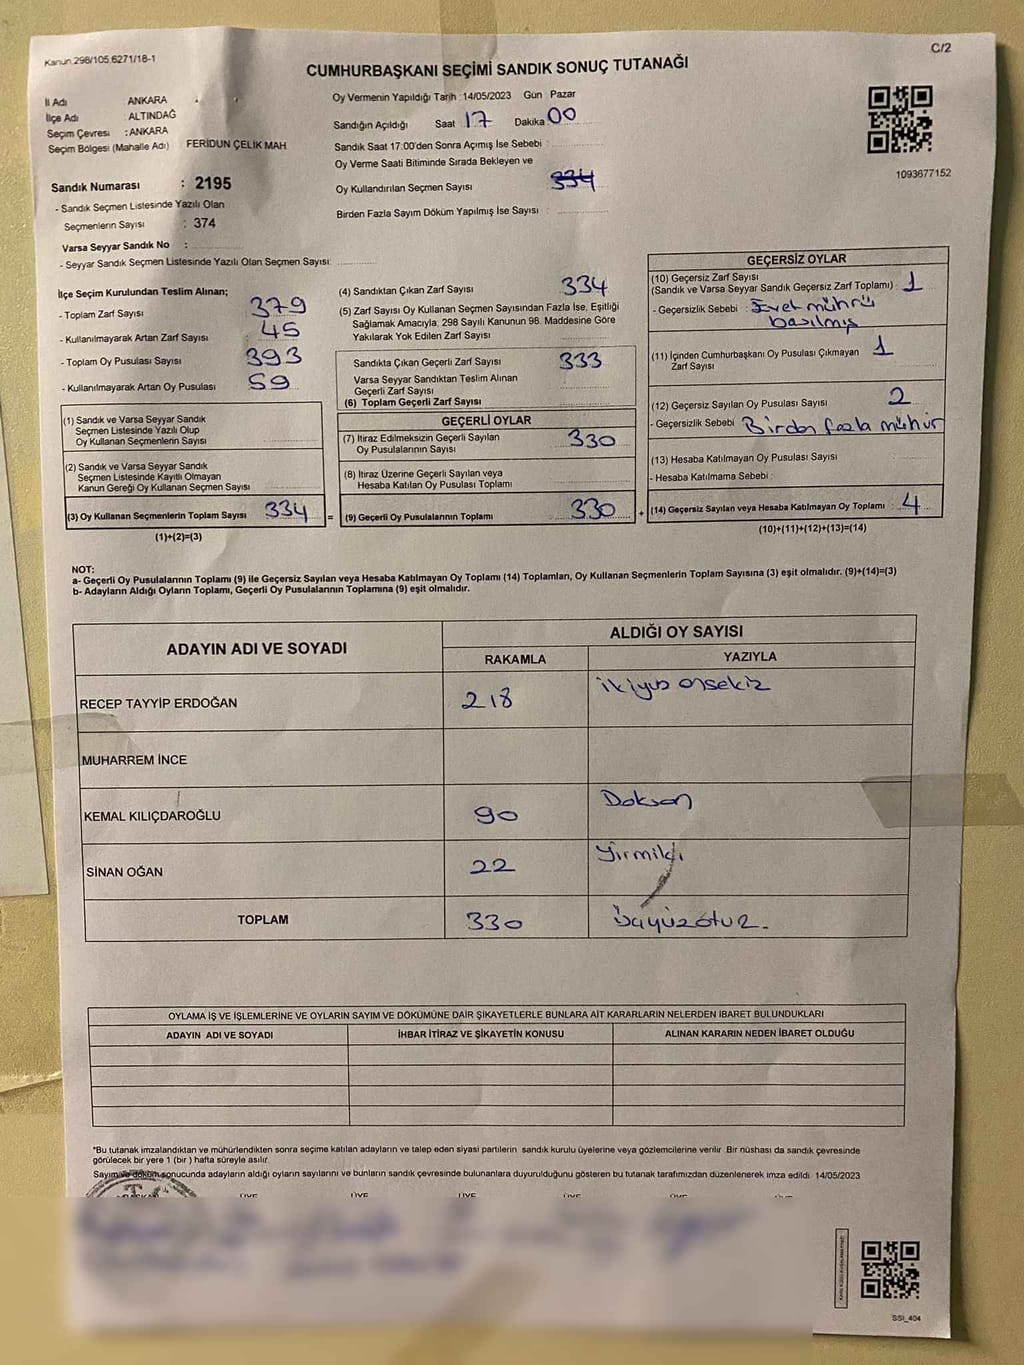 Kanun.298/105.6271/18-1
C/2
CUMHURBAŞKANI SEÇİMİ SANDIK SONUÇ TUTANAĞI
İl Adı ANKARA
İlçe Adı ALTINDAĞ
Seçim Çevresi :ANKARA
Seçim Bölgesi (Mahalle Adı) FERİDUN ÇELİK MAH
Sandık Numarası : 2195
- Sandık Seçmen Listesinde Yazılı Olan
Seçmenlerin Sayısı : 374
Varsa Seyyar Sandık No :
- Seyyar Sandık Seçmen Listesinde Yazılı Olan Seçmen Sayısı:
Oy Vermenin Yapıldığı Tarih :14/05/2023 Gün : Pazar
Sandığın Açıldığı Saat 17 Dakika 00
Sandık Saat 17:00'den Sonra Açımış İse Sebebi
Oy Verme Saati Bitiminde Sırada Bekleyen ve
Oy Kullandırılan Seçmen Sayısı 334
Birden Fazla Sayım Döküm Yapılmış İse Sayısı :
1093677152
İlçe Seçim Kurulundan Teslim Alınan;
- Toplam Zarf Sayısı 379
- Kullanılmayarak Artan Zarf Sayısı : 45
- Toplam Oy Pusulası Sayısı 393
- Kullanılmayarak Artan Oy Pusulası 59
(1) Sandık ve Varsa Seyyar Sandık
Seçmen Listesinde Yazılı Olup
Oy Kullanan Seçmenlerin Sayısı
(2) Sandık ve Varsa Seyyar Sandık
Seçmen Listesinde Kayıtlı Olmayan
Kanun Gereği Oy Kullanan Seçmen Sayısı
(3) Oy Kullanan Seçmenlerin Toplam Sayısı 334
(1)+(2)=(3)
=
(4) Sandıktan Çıkan Zarf Sayısı 334
(5) Zarf Sayısı Oy Kullanan Seçmen Sayısından Fazla İse, Eşitliği
Sağlamak Amacıyla, 298 Sayılı Kanunun 98. Maddesine Göre
Yakılarak Yok Edilen Zarf Sayısı
Sandıkta Çıkan Geçerli Zarf Sayısı 333
Varsa Seyyar Sandıktan Teslim Alınan
Geçerli Zarf Sayısı
(6) Toplam Geçerli Zarf Sayısı
GEÇERLİ OYLAR
(7) İtiraz Edilmeksizin Geçerli Sayılan
Oy Pusulalarının Sayısı 330
(8) İtiraz Üzerine Geçerli Sayılan veya
Hesaba Katılan Oy Pusulası Toplamı
(9) Geçerli Oy Pusulalarının Toplamı 330
+
GEÇERSİZ OYLAR
(10) Geçersiz Zarf Sayısı
(Sandık ve Varsa Seyyar Sandık Geçersiz Zarf Toplamı) 1
- Geçersizlik Sebebi : Evet mührü
basılmış
(11) İçinden Cumhurbaşkanı Oy Pusulası Çıkmayan 1
Zarf Sayısı
(12) Geçersiz Sayılan Oy Pusulası Sayısı 2
- Geçersizlik Sebebi Birden fazla mühür
(13) Hesaba Katılmayan Oy Pusulası Sayısı
- Hesaba Katılmama Sebebi :
(14) Geçersiz Sayılan veya Hesaba Katılmayan Oy Toplamı : 4
(10)+(11)+(12)+(13)=(14)
NOT:
a- Geçerli Oy Pusulalarının Toplamı (9) ile Geçersiz Sayılan veya Hesaba Katılmayan Oy Toplamı (14) Toplamları, Oy Kullanan Seçmenlerin Toplam Sayısına (3) eşit olmalıdır. (9)+(14)=(3)
b- Adayların Aldığı Oyların Toplamı, Geçerli Oy Pusulalarının Toplamına (9) eşit olmalıdır.
ADAYIN ADI VE SOYADI ALDIĞI OY SAYISI
RAKAMLA YAZIYLA
RECEP TAYYİP ERDOĞAN 218 ikiyüz onsekiz
MUHARREM İNCE
KEMAL KILIÇDAROĞLU 90 Doksan
SİNAN OĞAN 22 Yirmiiki
TOPLAM 330 üçyüzotuz.
OYLAMA İŞ VE İŞLEMLERİNE VE OYLARIN SAYIM VE DÖKÜMÜNE DAİR ŞİKAYETLERLE BUNLARA AİT KARARLARIN NELERDEN İBARET BULUNDUKLARI
ADAYIN ADI VE SOYADI İHBAR İTİRAZ VE ŞİKAYETİN KONUSU ALINAN KARARIN NEDEN İBARET OLDUĞU
*Bu tutanak imzalandıktan ve mühürlendikten sonra seçime katılan adayların ve talep eden siyasi partilerin sandık kurulu üyelerine veya gözlemcilerine verilir. Bir nüshası da sandık çevresinde
görülecek bir yere 1 (bir) hafta süreyle asılır.
Sayım ve döküm sonucunda adayların aldığı oyların sayılarını ve bunların sandık çevresinde bulunanlara duyurulduğunu gösteren bu tutanak tarafımızdan düzenlenerek imza edildi. 14/05/2023
ÜYE ÜYE ÜYE ÜYE ÜYE ÜYE
SSI_404